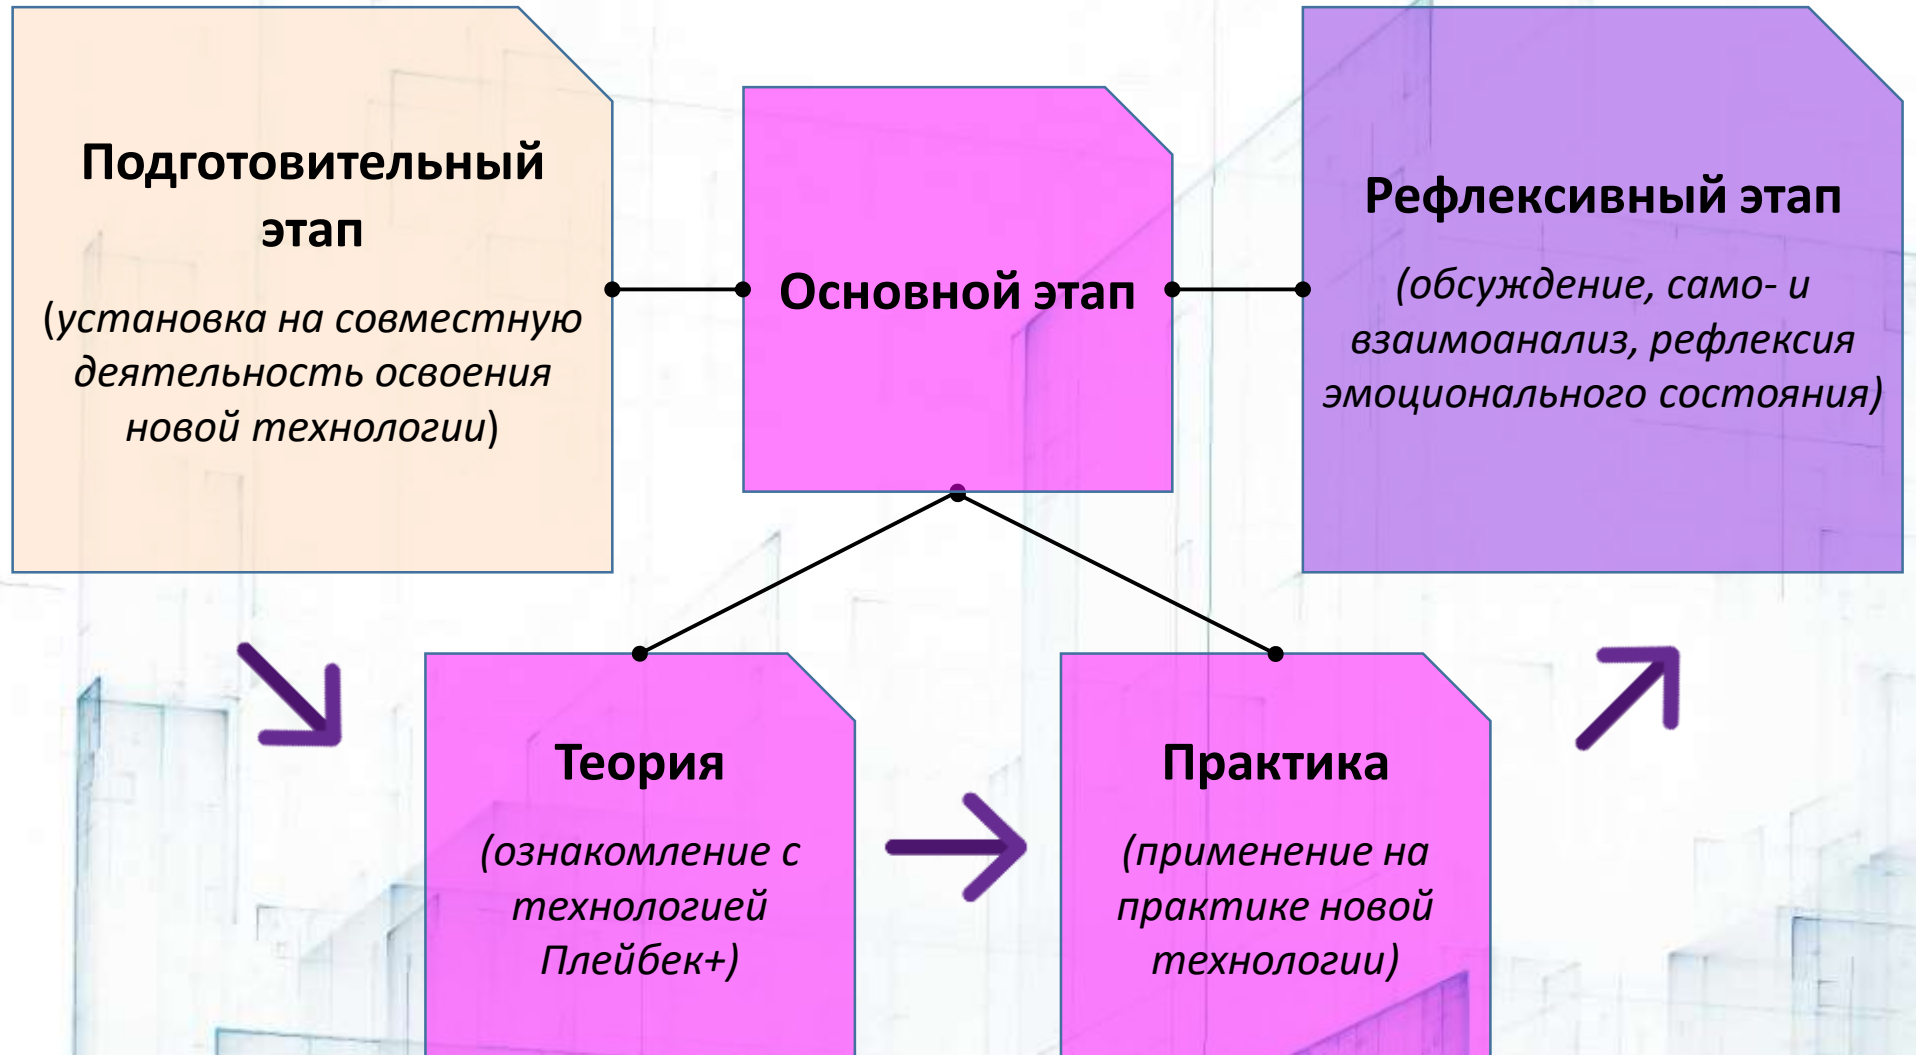 Подготовительный
этап
(установка на совместную
деятельность освоения
новой технологии)
Основной этап
Рефлексивный этап
(обсуждение, само- и
взаимоанализ, рефлексия
эмоционального состояния)
Теория
(ознакомление с
технологией
Плейбек+)
Практика
(применение на
практике новой
технологии)